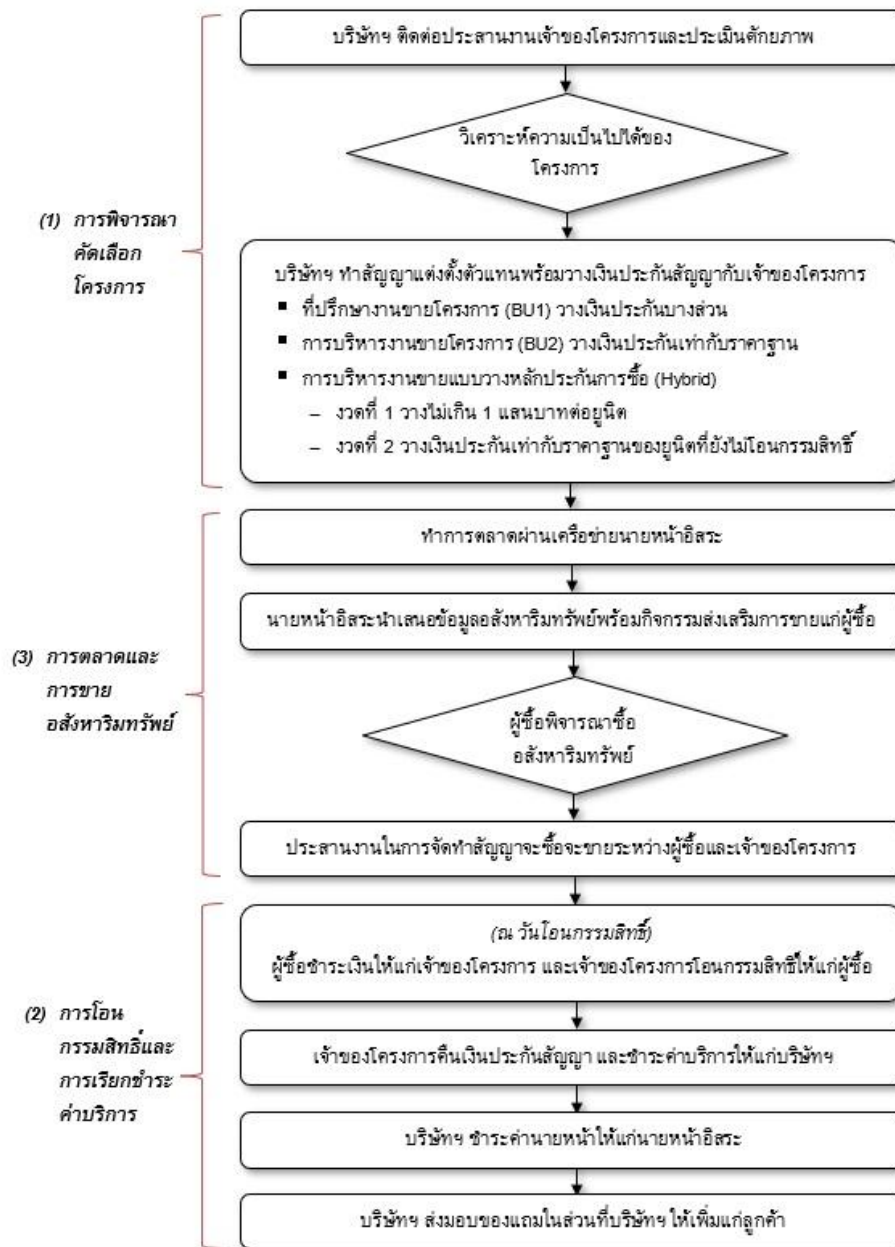 บริษัทฯ ติดต่อประสานงานเจ้าของโครงการและประเมินศักยภาพ
วิเคราะห์ความเป็นไปได้ของ
โครงการ
(1) การพิจารณา
คัดเลือก
โครงการ
บริษัทฯ ทำสัญญาแต่งตั้งตัวแทนพร้อมวางเงินประกันสัญญากับเจ้าของโครงการ
▪ ที่ปรึกษางานขายโครงการ (BU1) วางเงินประกันบางส่วน
▪ การบริหารงานขายโครงการ (BU2) วางเงินประกันเท่ากับราคาฐาน
▪ การบริหารงานขายแบบวางหลักประกันการซื้อ (Hybrid)
– งวดที่ 1 วางไม่เกิน 1 แสนบาทต่อยูนิต
– งวดที่ 2 วางเงินประกันเท่ากับราคาฐานของยูนิตที่ยังไม่โอนกรรมสิทธิ์
ทำการตลาดผ่านเครือข่ายนายหน้าอิสระ
นายหน้าอิสระนำเสนอข้อมูลอสังหาริมทรัพย์พร้อมกิจกรรมส่งเสริมการขายแก่ผู้ซื้อ
(3) การตลาดและ
การขาย
อสังหาริมทรัพย์
ผู้ซื้อพิจารณาซื้อ
อสังหาริมทรัพย์
ประสานงานในการจัดทำสัญญาจะซื้อจะขายระหว่างผู้ซื้อและเจ้าของโครงการ
(ณ วันโอนกรรมสิทธิ์)
ผู้ซื้อชำระเงินให้แก่เจ้าของโครงการ และเจ้าของโครงการโอนกรรมสิทธิ์ให้แก่ผู้ซื้อ
(2) การโอน
กรรมสิทธิ์และ
การเรียกชำระ
ค่าบริการ
เจ้าของโครงการคืนเงินประกันสัญญา และชำระค่าบริการให้แก่บริษัทฯ
บริษัทฯ ชำระค่านายหน้าให้แก่นายหน้าอิสระ
บริษัทฯ ส่งมอบของแถมในส่วนที่บริษัทฯ ให้เพิ่มแก่ลูกค้า